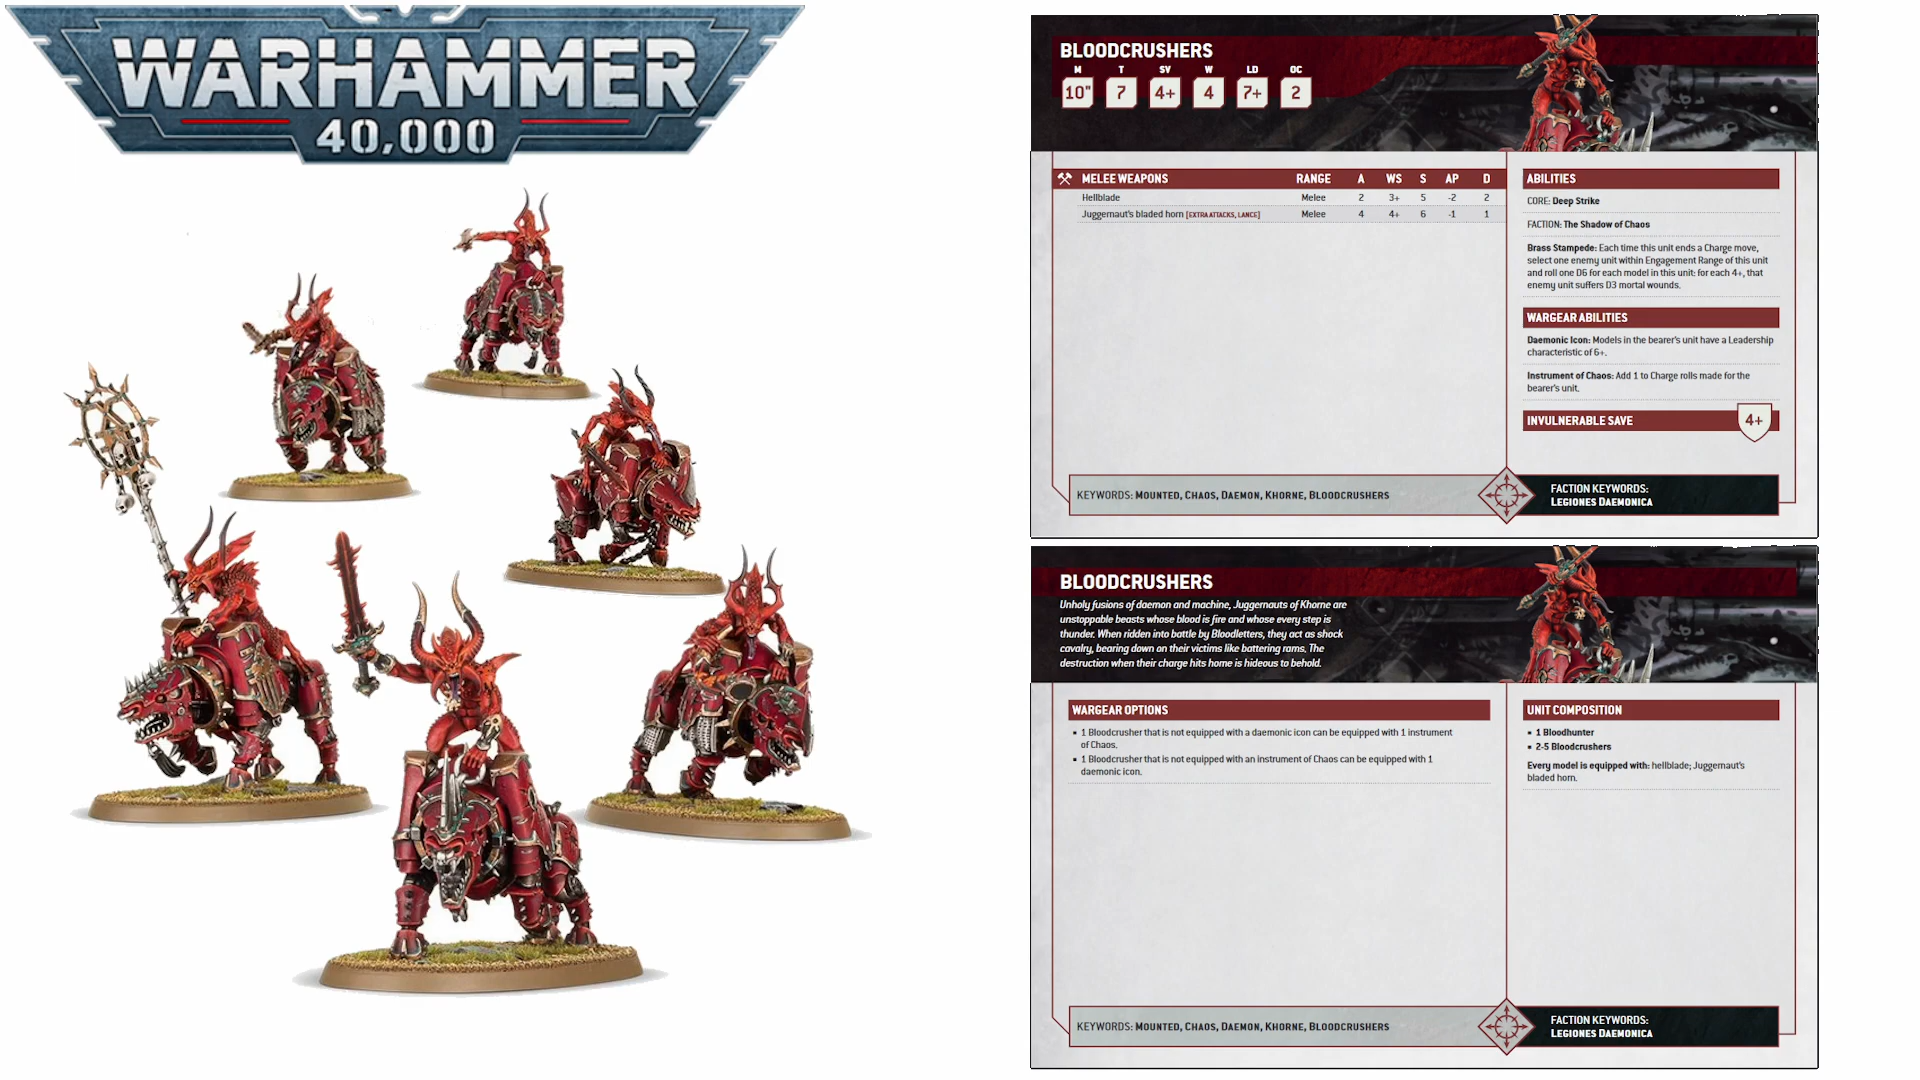 WARHAMMER
40,000
BLOODCRUSHERS
M T SV W LD OC
10" 7 4+ 4 7+ 2
MELEE WEAPONS RANGE A WS S AP D
Hellblade Melee 2 3+ 5 -2 2
Juggernaut's bladed horn [EXTRA ATTACKS, LANCE] Melee 4 4+ 6 -1 1
ABILITIES
CORE: Deep Strike
FACTION: The Shadow of Chaos
Brass Stampede: Each time this unit ends a Charge move,
select one enemy unit within Engagement Range of this unit
and roll one D6 for each model in this unit: for each 4+, that
enemy unit suffers D3 mortal wounds.
WARGEAR ABILITIES
Daemonic Icon: Models in the bearer's unit have a Leadership
characteristic of 6+.
Instrument of Chaos: Add 1 to Charge rolls made for the
bearer's unit.
INVULNERABLE SAVE 4+
KEYWORDS: MOUNTED, CHAOS, DAEMON, KHORNE, BLOODCRUSHERS
FACTION KEYWORDS:
LEGIONES DAEMONICA
BLOODCRUSHERS
Unholy fusions of daemon and machine, Juggernauts of Khorne are
unstoppable beasts whose blood is fire and whose every step is
thunder. When ridden into battle by Bloodletters, they act as shock
cavalry, bearing down on their victims like battering rams. The
destruction when their charge hits home is hideous to behold.
WARGEAR OPTIONS
▪ 1 Bloodcrusher that is not equipped with a daemonic icon can be equipped with 1 instrument
of Chaos.
▪ 1 Bloodcrusher that is not equipped with an instrument of Chaos can be equipped with 1
daemonic icon.
UNIT COMPOSITION
▪ 1 Bloodhunter
▪ 2-5 Bloodcrushers
Every model is equipped with: hellblade; Juggernaut's
bladed horn.
KEYWORDS: MOUNTED, CHAOS, DAEMON, KHORNE, BLOODCRUSHERS
FACTION KEYWORDS:
LEGIONES DAEMONICA